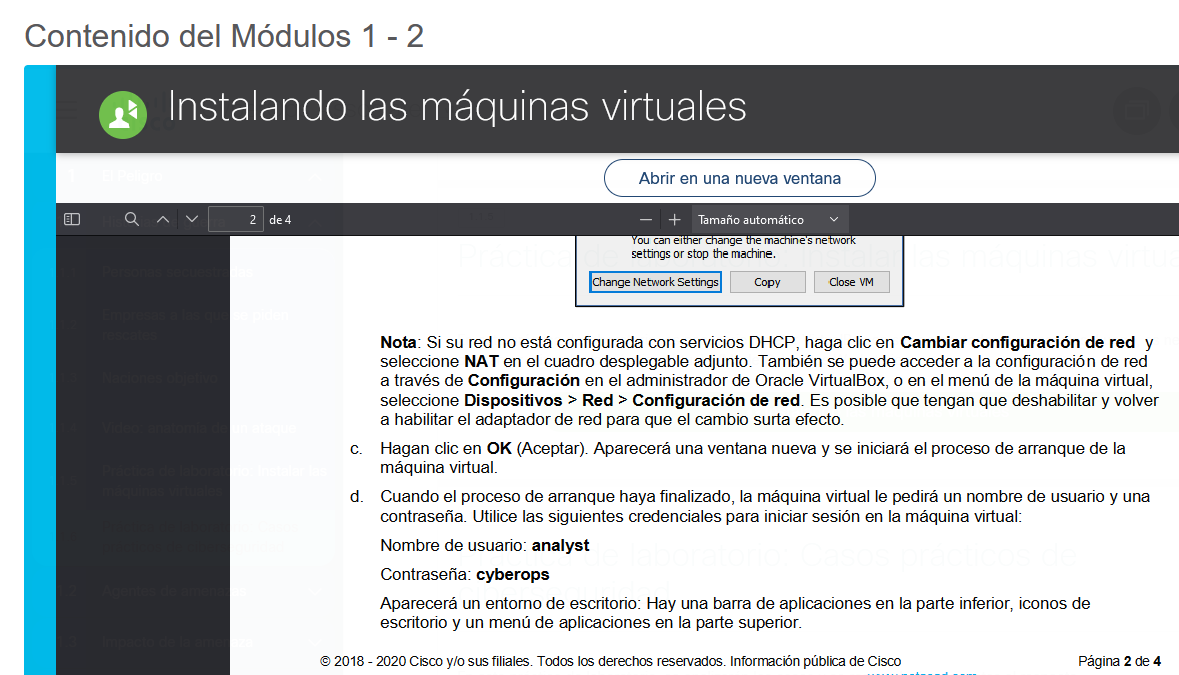 Contenido del Módulos 1 - 2
Instalando las máquinas virtuales
Abrir en una nueva ventana
2 de 4
Tamaño automático
You can either change the machine's network
settings or stop the machine.
Change Network Settings Copy Close VM
Nota: Si su red no está configurada con servicios DHCP, haga clic en Cambiar configuración de red y
seleccione NAT en el cuadro desplegable adjunto. También se puede acceder a la configuración de red
a través de Configuración en el administrador de Oracle VirtualBox, o en el menú de la máquina virtual,
seleccione Dispositivos > Red > Configuración de red. Es posible que tengan que deshabilitar y volver
a habilitar el adaptador de red para que el cambio surta efecto.
c. Hagan clic en OK (Aceptar). Aparecerá una ventana nueva y se iniciará el proceso de arranque de la
máquina virtual.
d. Cuando el proceso de arranque haya finalizado, la máquina virtual le pedirá un nombre de usuario y una
contraseña. Utilice las siguientes credenciales para iniciar sesión en la máquina virtual:
Nombre de usuario: analyst
Contraseña: cyberops
Aparecerá un entorno de escritorio: Hay una barra de aplicaciones en la parte inferior, iconos de
escritorio y un menú de aplicaciones en la parte superior.
© 2018 - 2020 Cisco y/o sus filiales. Todos los derechos reservados. Información pública de Cisco
Página 2 de 4